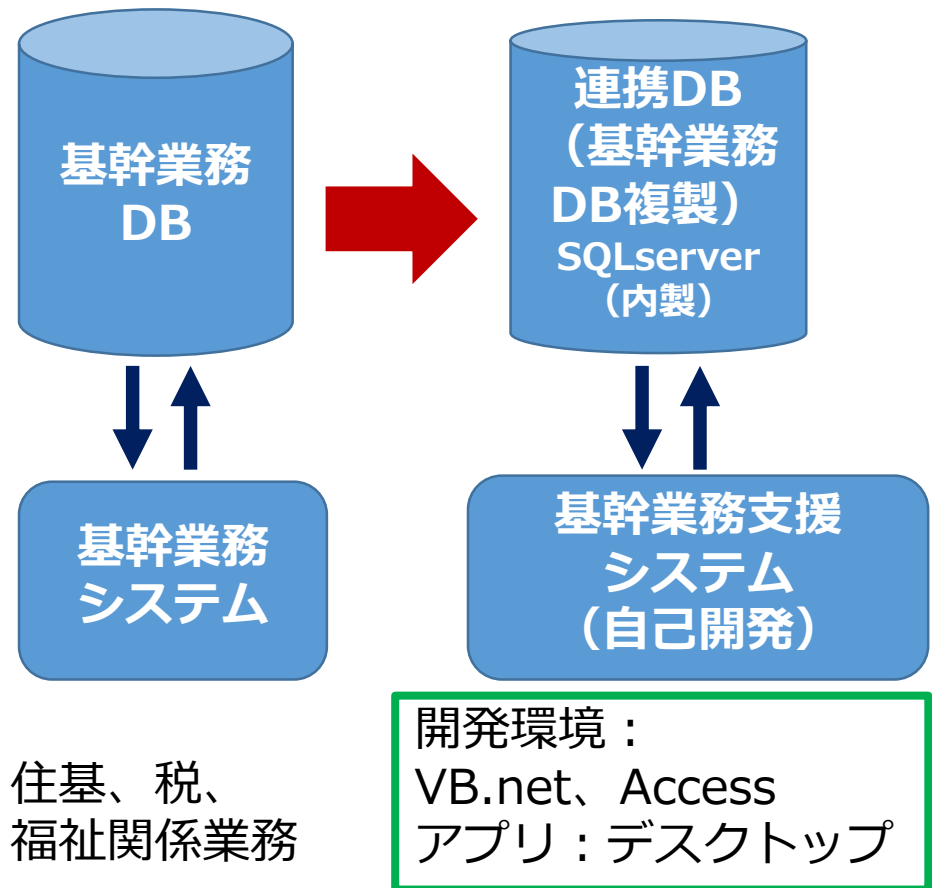 基幹業務
DB
連携DB
（基幹業務
DB複製）
SQLserver
（内製）
基幹業務
システム
基幹業務支援
システム
（自己開発）
住基、税、
福祉関係業務
開発環境：
VB.net、Access
アプリ：デスクトップ